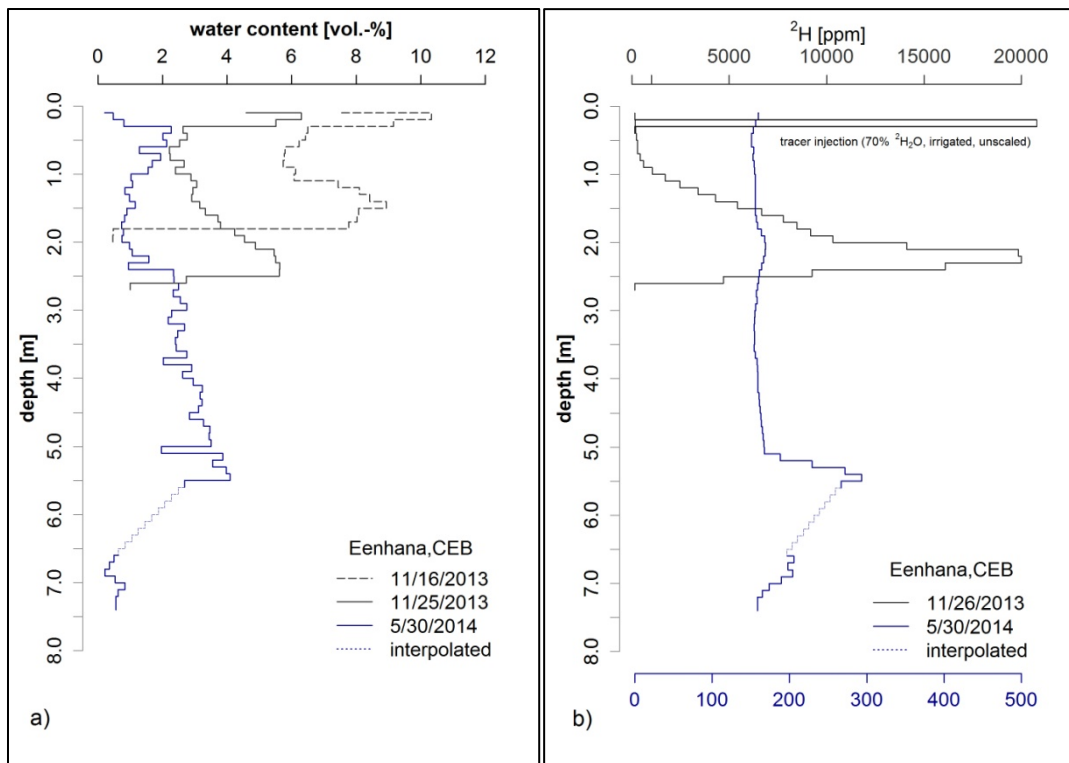 water content [vol.-%]
0 2 4 6 8 10 12
depth [m]
0.0
1.0
2.0
3.0
4.0
5.0
6.0
7.0
8.0
Eenhana,CEB
11/16/2013
11/25/2013
5/30/2014
interpolated
a)
²H [ppm]
0 5000 10000 15000 20000
tracer injection (70% ²H₂O, irrigated, unscaled)
depth [m]
0.0
1.0
2.0
3.0
4.0
5.0
6.0
7.0
8.0
Eenhana,CEB
11/26/2013
5/30/2014
interpolated
0 100 200 300 400 500
b)